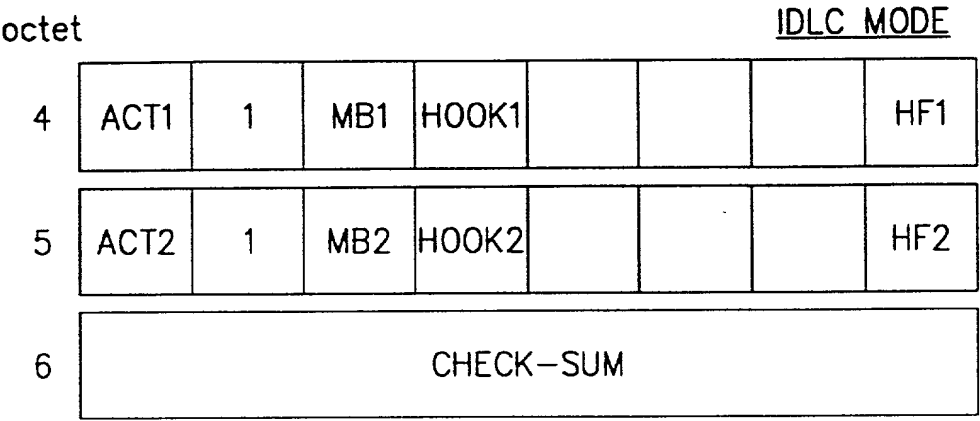 octet IDLC MODE
4 ACT1 1 MB1 HOOK1 HF1
5 ACT2 1 MB2 HOOK2 HF2
6 CHECK-SUM